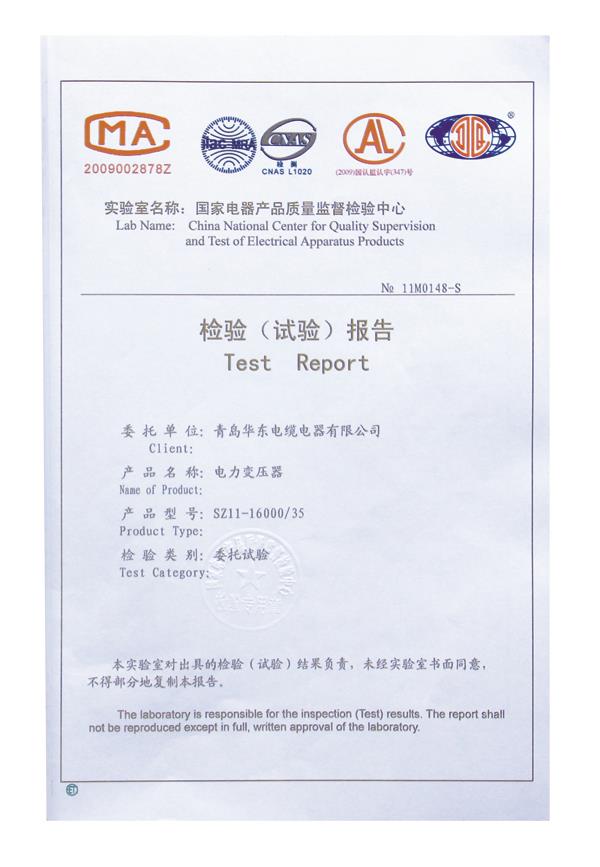 MA
2009002878Z
ilac-MRA
CNAS
检测
CNAS L1020
AL
(2009)国认监认字(347)号
®
实验室名称：国家电器产品质量监督检验中心
Lab Name: China National Center for Quality Supervision
and Test of Electrical Apparatus Products
№ 11M0148-S
检验（试验）报告
Test Report
委托单位：青岛华东电缆电器有限公司
Client:
产品名称：电力变压器
Name of Product:
产品型号：SZ11-16000/35
Product Type:
检验类别：委托试验
Test Category:
本实验室对出具的检验（试验）结果负责，未经实验室书面同意，
不得部分地复制本报告。
The laboratory is responsible for the inspection (Test) results. The report shall
not be reproduced except in full, written approval of the laboratory.